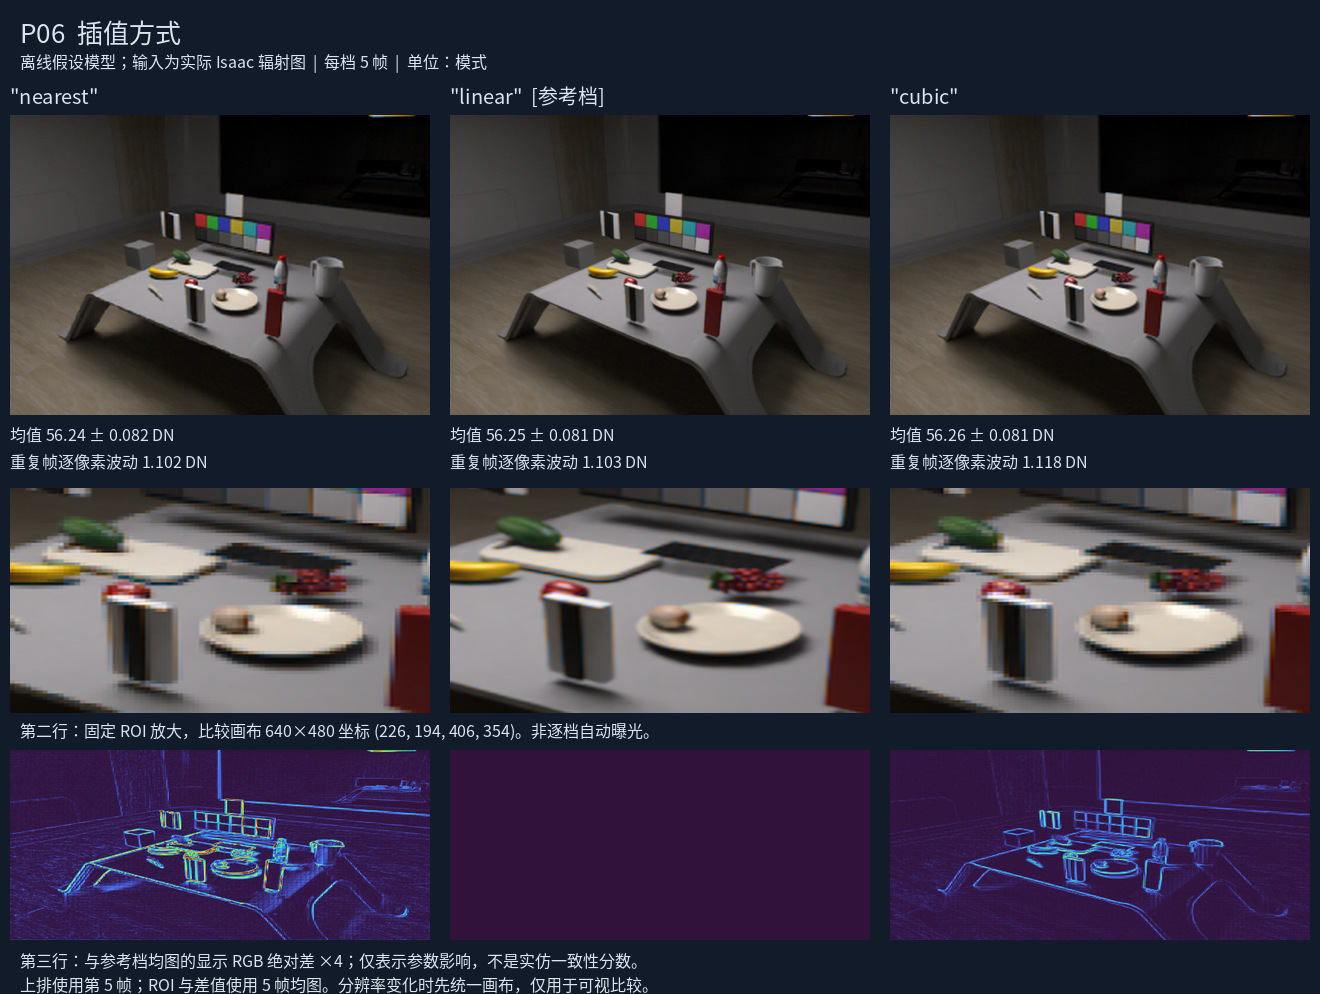 P06 插值方式
离线假设模型；输入为实际 Isaac 辐射图 | 每档 5 帧 | 单位：模式
"nearest"
"linear" [参考档]
"cubic"
均值 56.24 ± 0.082 DN
重复帧逐像素波动 1.102 DN
均值 56.25 ± 0.081 DN
重复帧逐像素波动 1.103 DN
均值 56.26 ± 0.081 DN
重复帧逐像素波动 1.118 DN
第二行：固定 ROI 放大，比较画布 640×480 坐标 (226, 194, 406, 354)。非逐档自动曝光。
第三行：与参考档均图的显示 RGB 绝对差 ×4；仅表示参数影响，不是实仿一致性分数。
上排使用第 5 帧；ROI 与差值使用 5 帧均图。分辨率变化时先统一画布，仅用于可视比较。